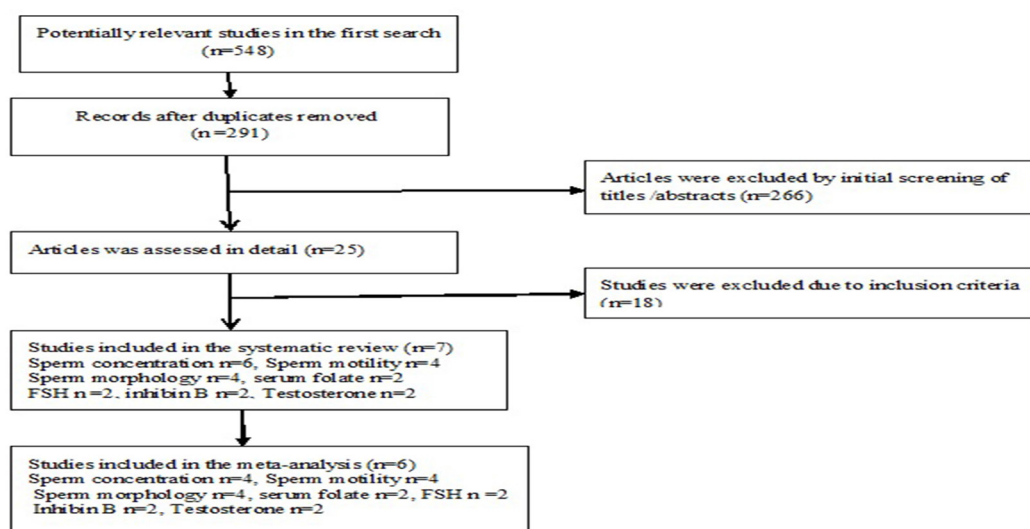 Potentially relevant studies in the first search
(n=548)
Records after duplicates removed
(n =291)
Articles were excluded by initial screening of
titles /abstracts (n=266)
Articles was assessed in detail (n=25)
Studies were excluded due to inclusion criteria
(n=18)
Studies included in the systematic review (n=7)
Sperm concentration n=6, Sperm motility n=4
Sperm morphology n=4, serum folate n=2
FSH n =2, inhibin B n=2, Testosterone n=2
Studies included in the meta-analysis (n=6)
Sperm concentration n=4, Sperm motility n=4
Sperm morphology n=4, serum folate n=2, FSH n =2
Inhibin B n=2, Testosterone n=2